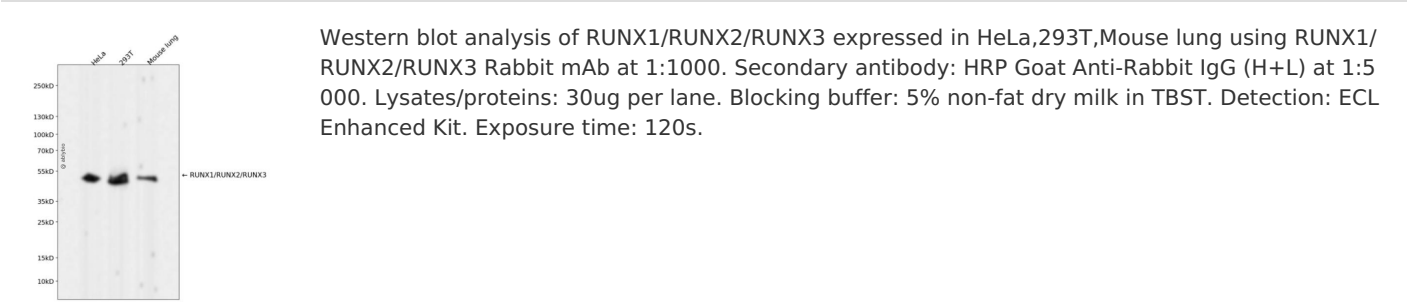 HeLa
293T
Mouse lung
250kD
130kD
100kD
70kD
55kD
35kD
25kD
15kD
10kD
@ abytos
← RUNX1/RUNX2/RUNX3
Western blot analysis of RUNX1/RUNX2/RUNX3 expressed in HeLa,293T,Mouse lung using RUNX1/
RUNX2/RUNX3 Rabbit mAb at 1:1000. Secondary antibody: HRP Goat Anti-Rabbit IgG (H+L) at 1:5
000. Lysates/proteins: 30ug per lane. Blocking buffer: 5% non-fat dry milk in TBST. Detection: ECL
Enhanced Kit. Exposure time: 120s.